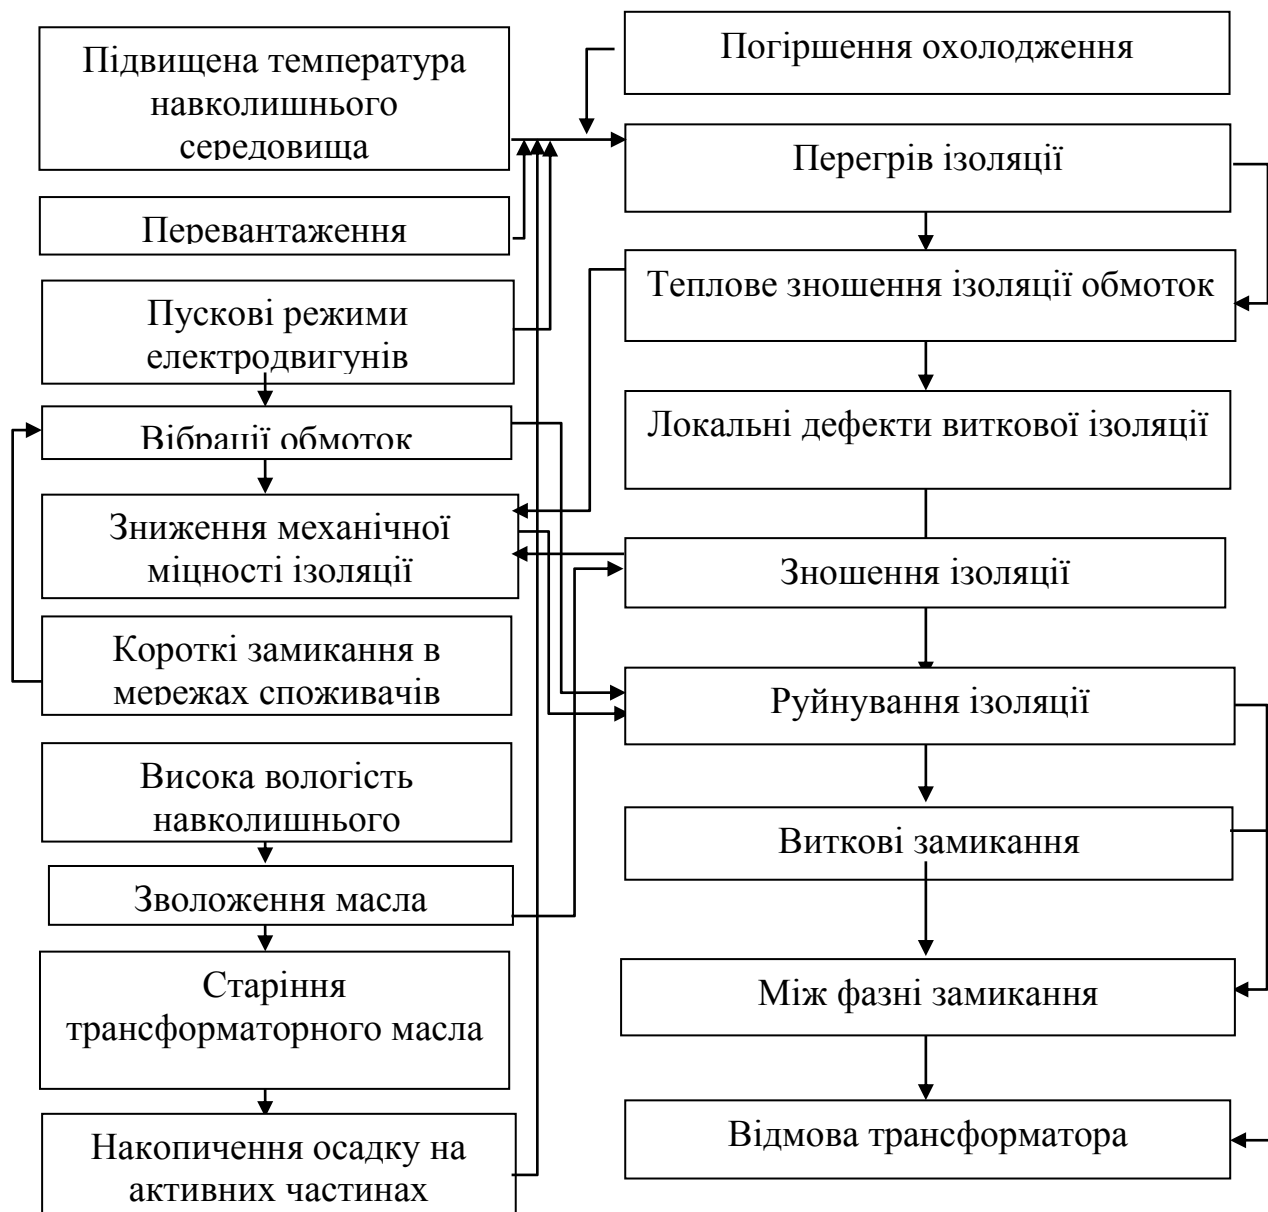 Підвищена температура
навколишнього
середовища
Перевантаження
Пускові режими
електродвигунів
Вібрації обмоток
Зниження механічної
міцності ізоляції
Короткі замикання в
мережах споживачів
Висока вологість
навколишнього
Зволоження масла
Старіння
трансформаторного масла
Накопичення осадку на
активних частинах
Погіршення охолодження
Перегрів ізоляції
Теплове зношення ізоляції обмоток
Локальні дефекти виткової ізоляції
Зношення ізоляції
Руйнування ізоляції
Виткові замикання
Між фазні замикання
Відмова трансформатора